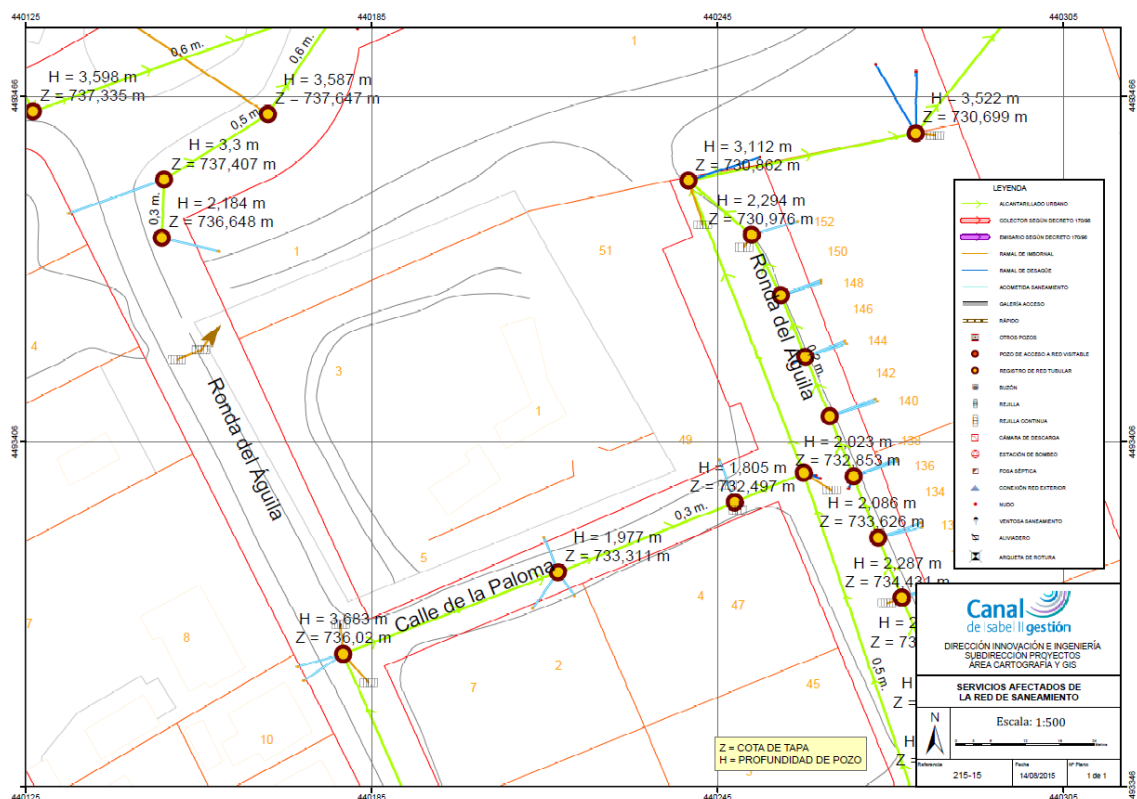 440125
440185
440245
440305
4493466
4493466
0,6 m.
0,6 m.
1
H = 3,598 m
Z = 737,335 m
H = 3,587 m
Z = 737,647 m
0,5 m
H = 3,3 m
Z = 737,407 m
0,3 m.
H = 2,184 m
Z = 736,648 m
H = 3,522 m
Z = 730,699 m
H = 3,112 m
Z = 730,862 m
H = 2,294 m
Z = 730,976 m
152
150
148
146
144
142
140
138
136
134
1
51
4
3
1
49
Ronda del Águila
Ronda del Águila
4493406
4493406
H = 2,023 m
Z = 732,853 m
H = 1,805 m
Z = 732,497 m
0,3 m.
H = 2,086 m
Z = 733,626 m
H = 1,977 m
Z = 733,311 m
H = 2,287 m
Z = 734,431 m
5
Calle de la Paloma
H = 3,683 m
Z = 736,02 m
4
47
7
8
2
7
45
10
0,5 m.
H
Z =
H
Z =
Z = COTA DE TAPA
H = PROFUNDIDAD DE POZO
LEYENDA
ALCANTARILLADO URBANO
COLECTOR SEGÚN DECRETO 170/98
EMISARIO SEGÚN DECRETO 170/98
RAMAL DE IMBORNAL
RAMAL DE DESAGÜE
ACOMETIDA SANEAMIENTO
GALERÍA ACCESO
RÁPIDO
OTROS POZOS
POZO DE ACCESO A RED VISITABLE
REGISTRO DE RED TUBULAR
BUZÓN
REJILLA
REJILLA CONTINUA
CÁMARA DE DESCARGA
ESTACIÓN DE BOMBEO
FOSA SÉPTICA
CONEXIÓN RED EXTERIOR
NUDO
VENTOSA SANEAMIENTO
ALIVIADERO
ARQUETA DE ROTURA
Canal
de Isabel II gestión
DIRECCIÓN INNOVACIÓN E INGENIERÍA
SUBDIRECCIÓN PROYECTOS
ÁREA CARTOGRAFÍA Y GIS
SERVICIOS AFECTADOS DE
LA RED DE SANEAMIENTO
N
Escala: 1:500
Referencia
215-15
Fecha
14/08/2015
Nº Plano
1 de 1
4493346
4493346
440125
440185
440245
440305